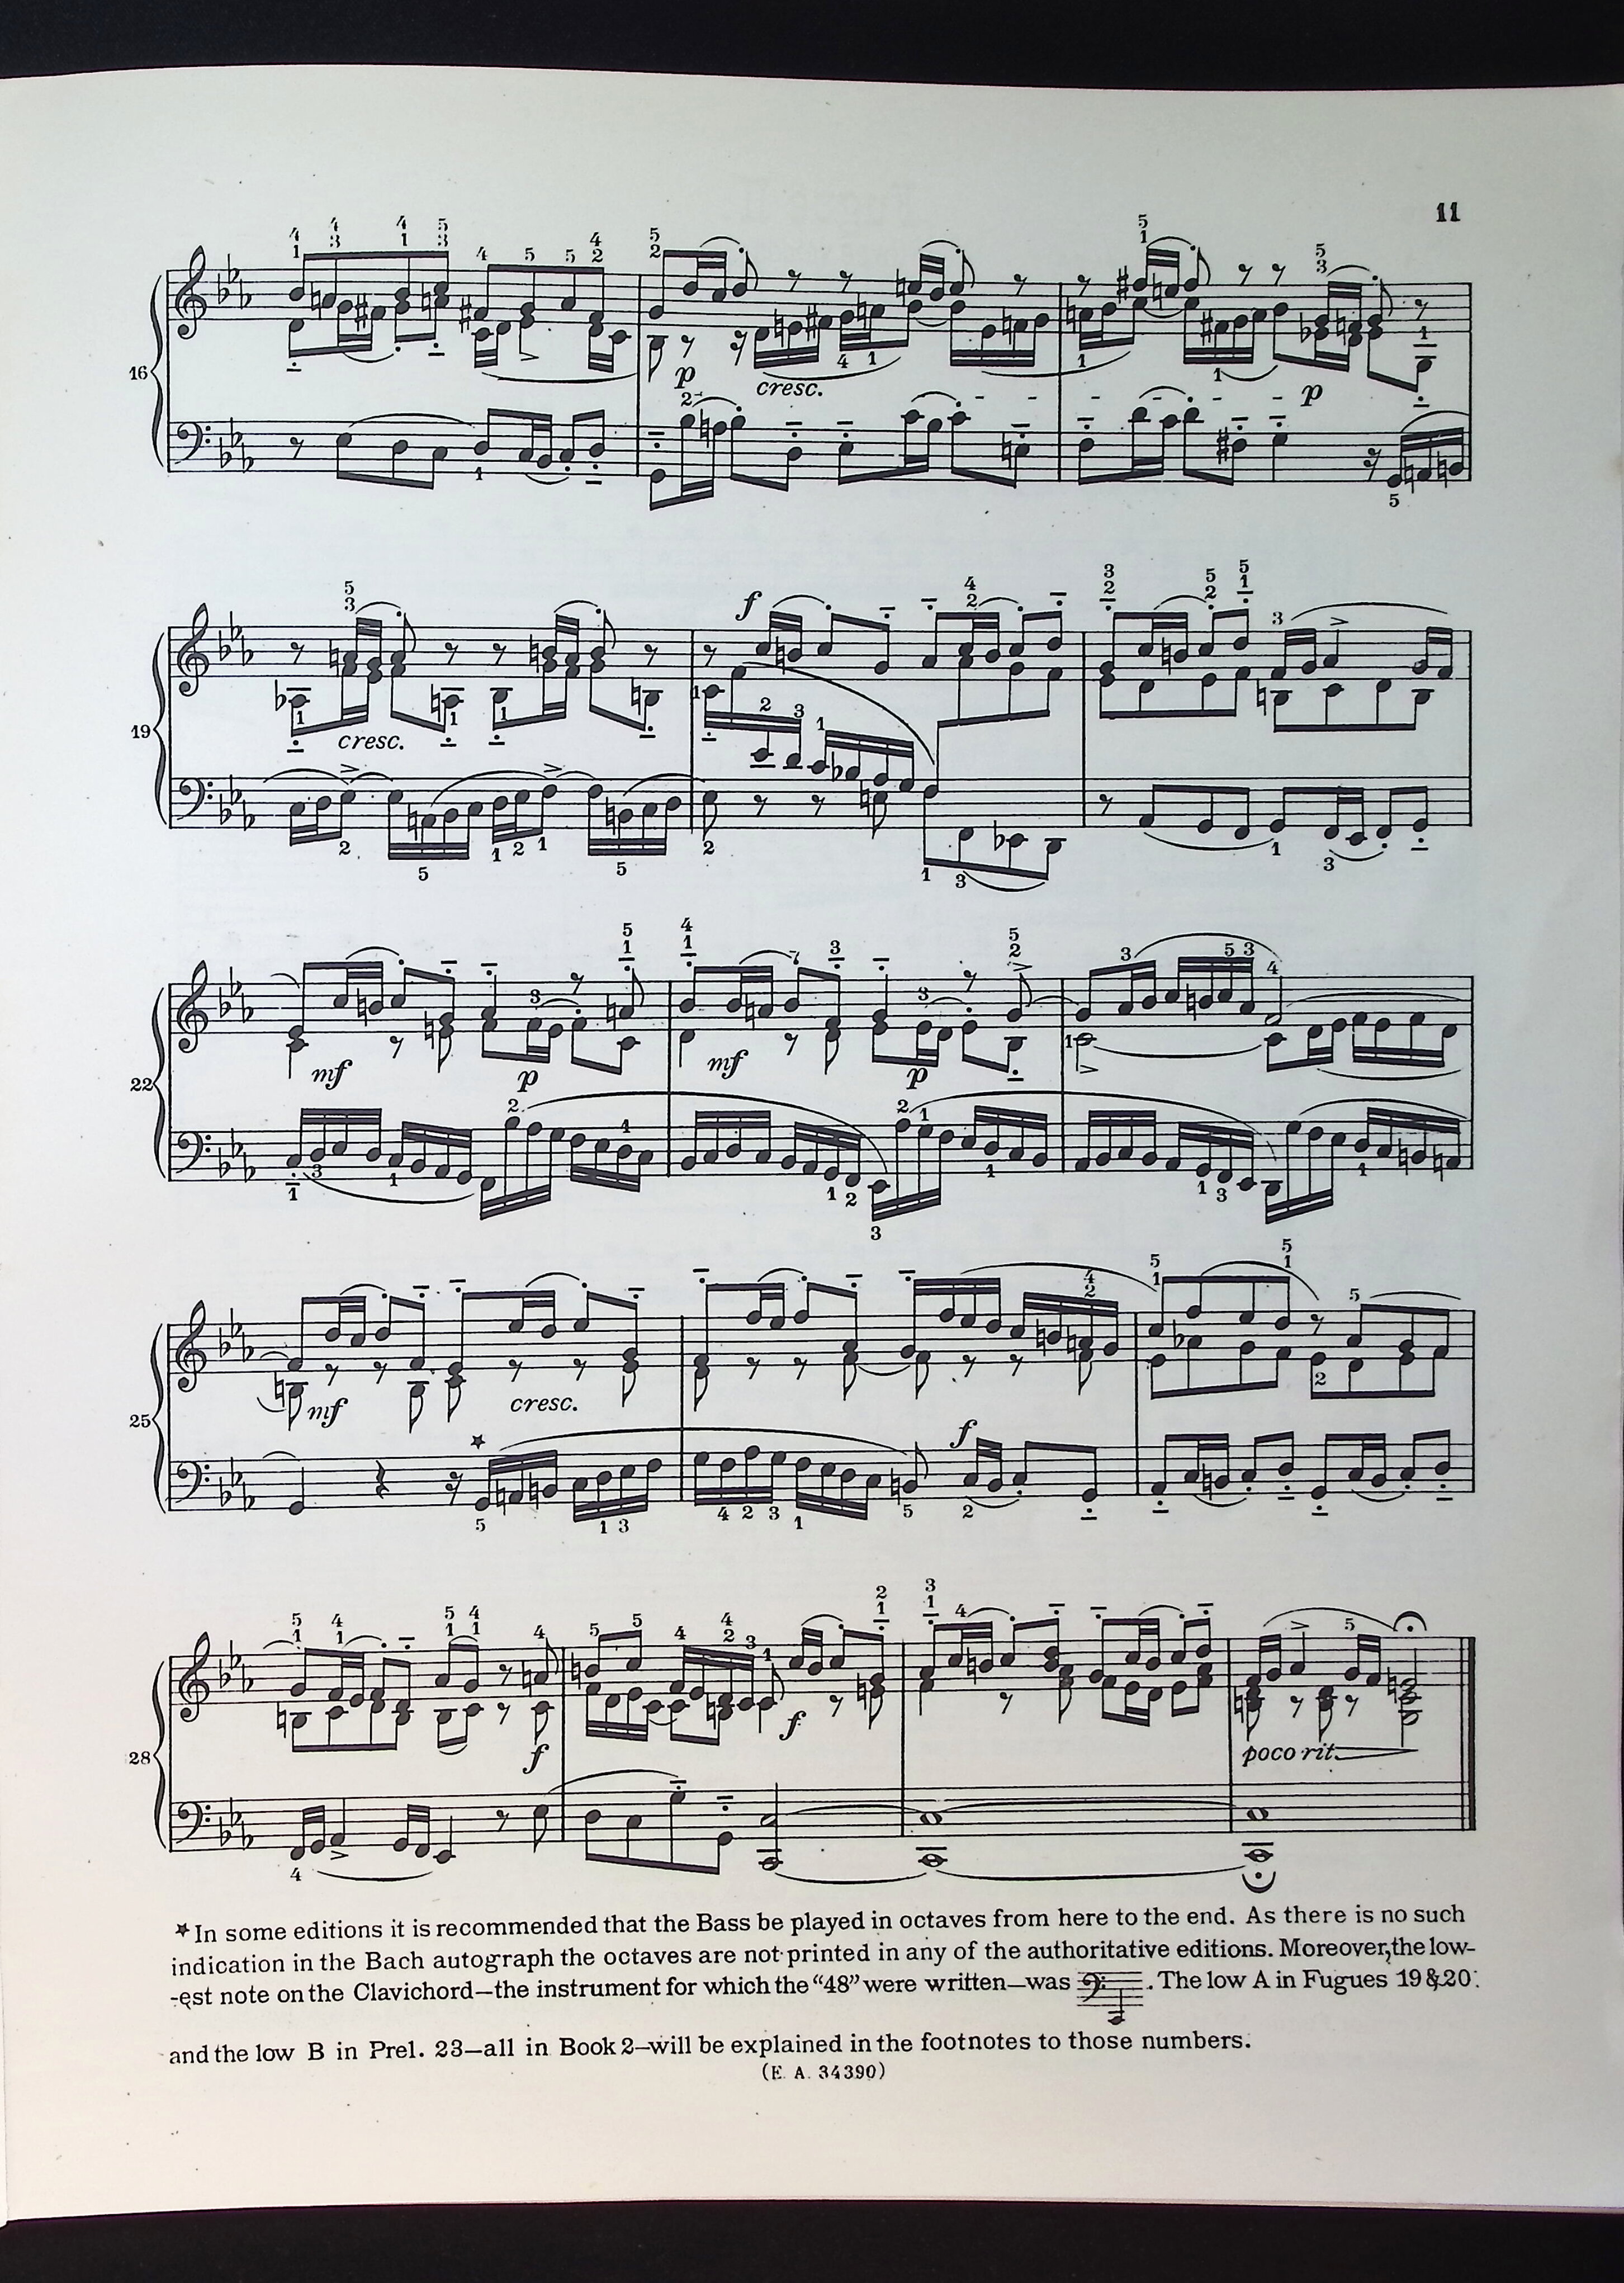 11
16
p
cresc.
p
19
cresc.
f
22
mf
p
mf
p
25
mf
cresc.
f
28
f
f
poco rit.
*In some editions it is recommended that the Bass be played in octaves from here to the end. As there is no such
indication in the Bach autograph the octaves are not printed in any of the authoritative editions. Moreover, the low-
-est note on the Clavichord—the instrument for which the “48” were written—was . The low A in Fugues 19 & 20
and the low B in Prel. 23—all in Book 2—will be explained in the footnotes to those numbers.
(E. A. 34390)